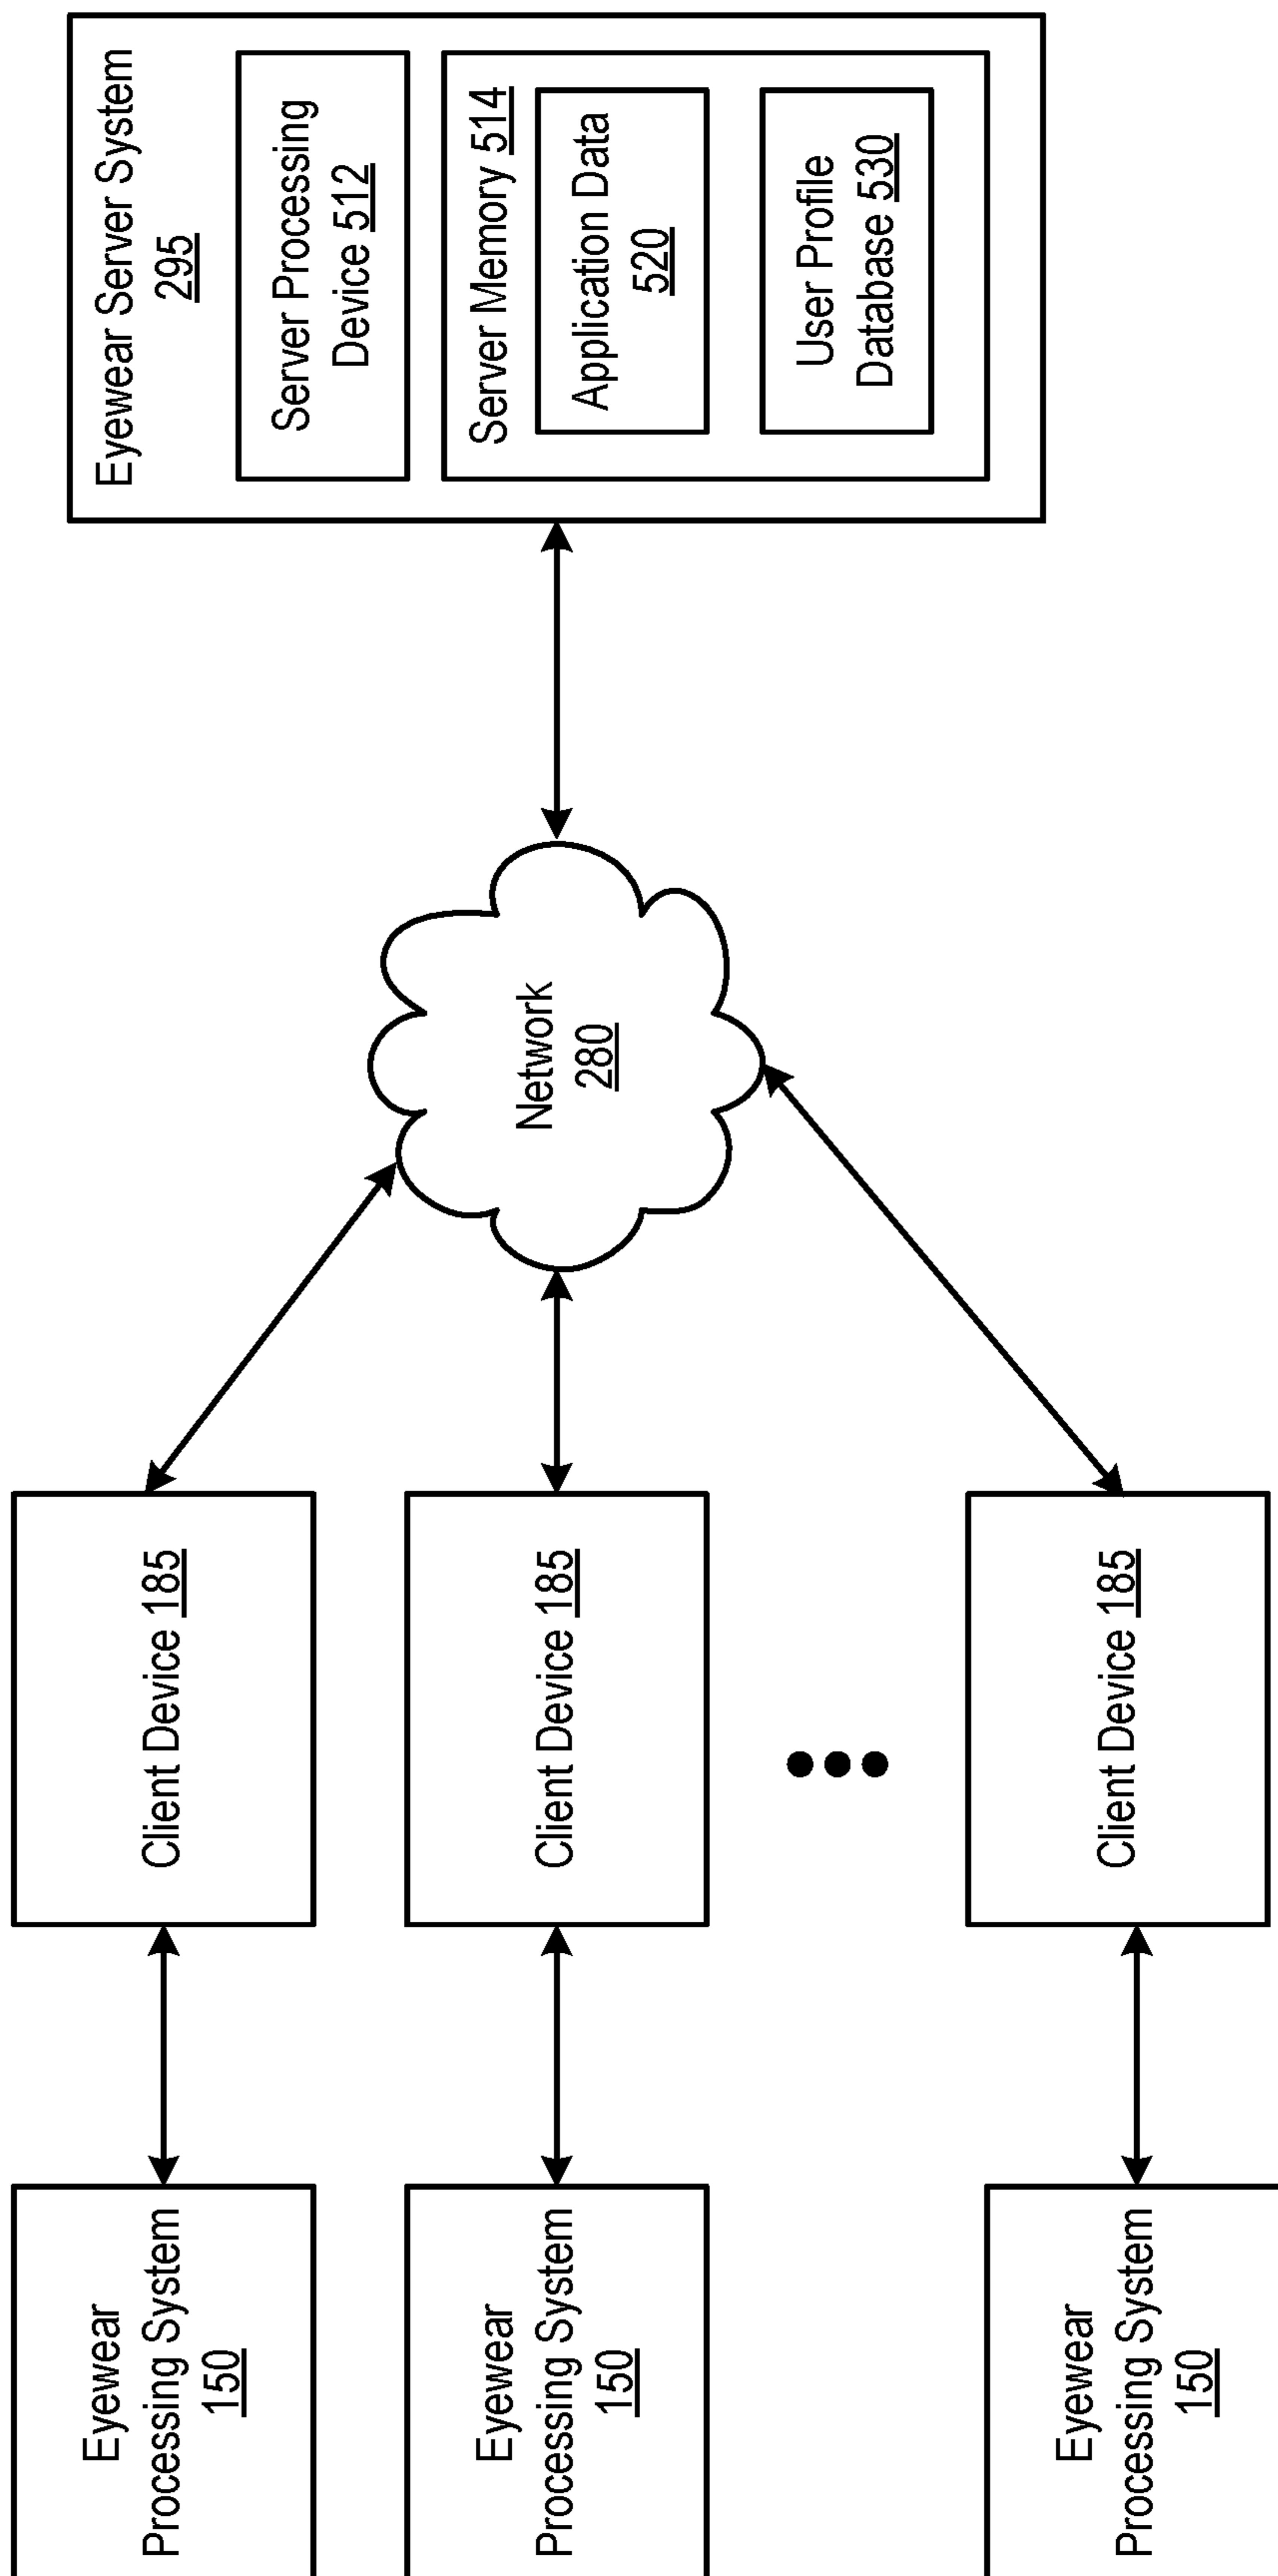 Eyewear
Processing System
150
Client Device 185
Eyewear
Processing System
150
Client Device 185
Eyewear
Processing System
150
Client Device 185
Network
280
Eyewear Server System
295
Server Processing
Device 512
Server Memory 514
Application Data
520
User Profile
Database 530